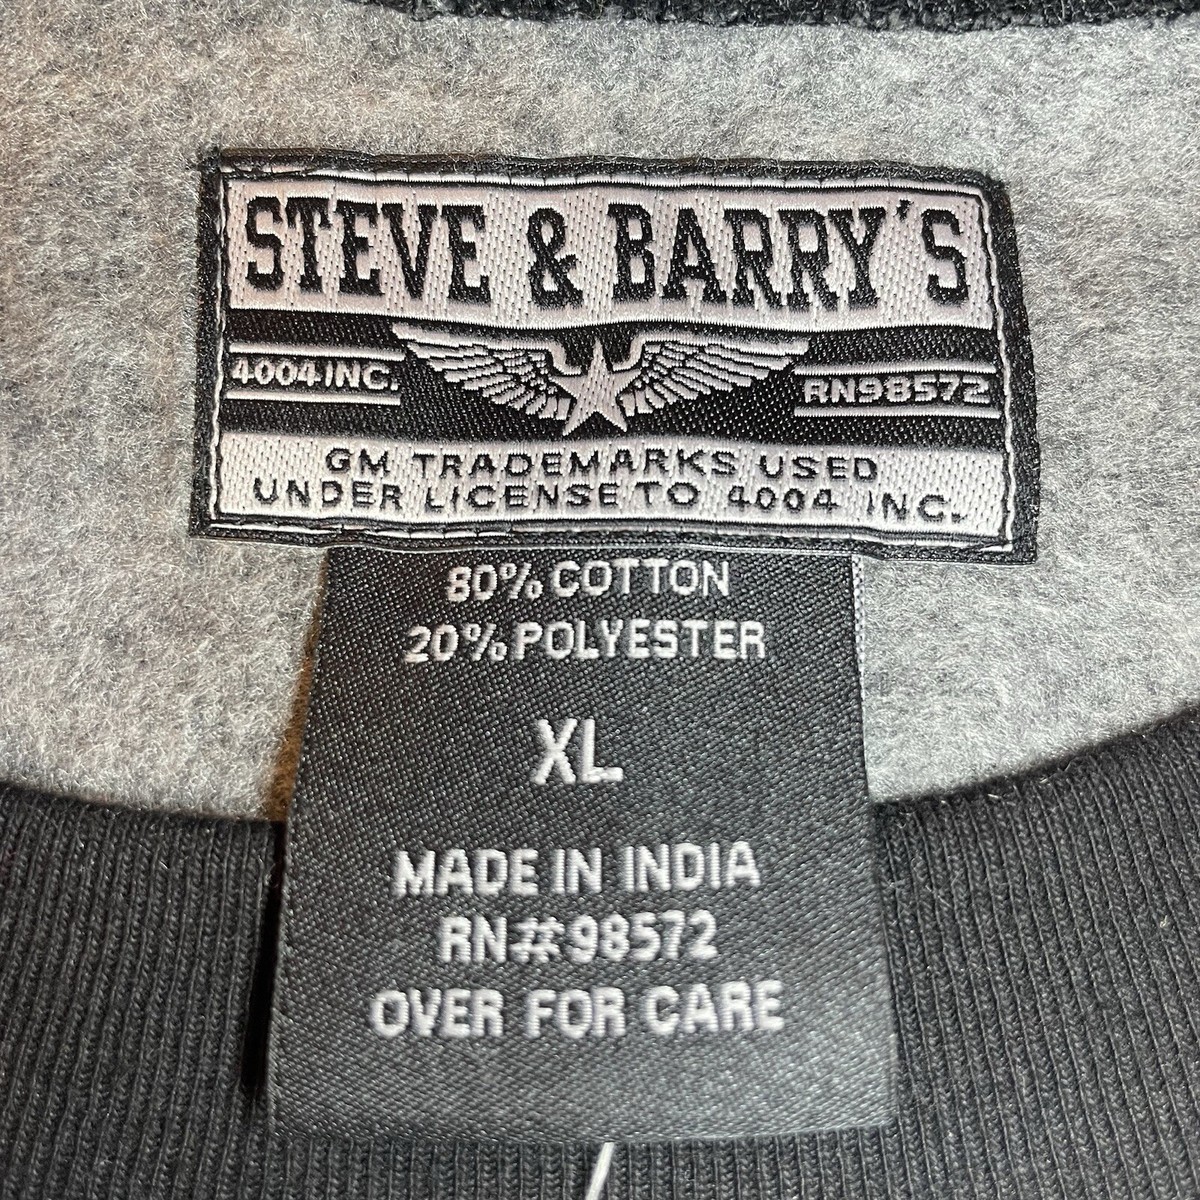 STEVE & BARRY'S
4004 INC. RN98572
GM TRADEMARKS USED
UNDER LICENSE TO 4004 INC.
80% COTTON
20% POLYESTER
XL
MADE IN INDIA
RN#98572
OVER FOR CARE